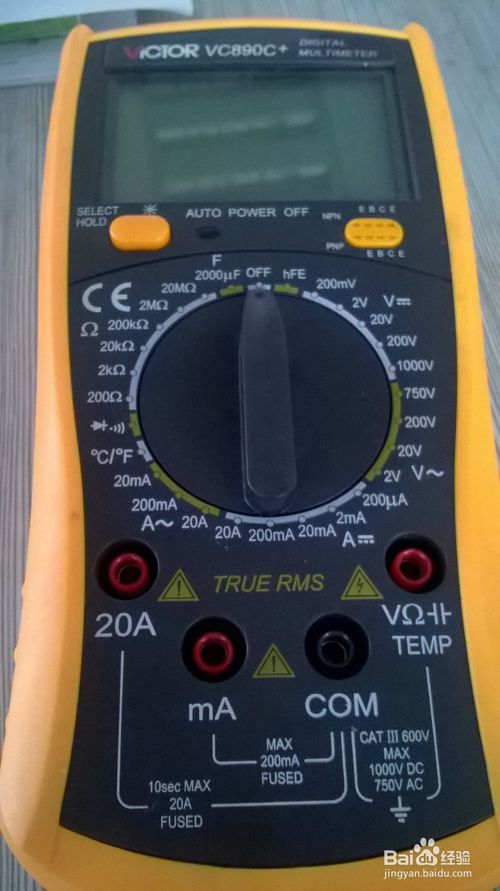 VICTOR VC890C+ DIGITAL MULTIMETER
SELECT
HOLD
AUTO POWER OFF
NPN
E B C E
PNP
E B C E
F
2000μF
OFF
hFE
200mV
2V
V⎓
20V
200V
1000V
750V
200V
20V
2V
V~
200μA
2mA
A⎓
20mA
200mA
20A
20A
A~
200mA
20mA
°C/°F
200Ω
2kΩ
20kΩ
200kΩ
Ω
2MΩ
20MΩ
CE
TRUE RMS
20A
mA
COM
VΩ
TEMP
MAX
200mA
FUSED
10sec MAX
20A
FUSED
CAT III 600V
MAX
1000V DC
750V AC
Bai du 经验
jingyan.baidu.com